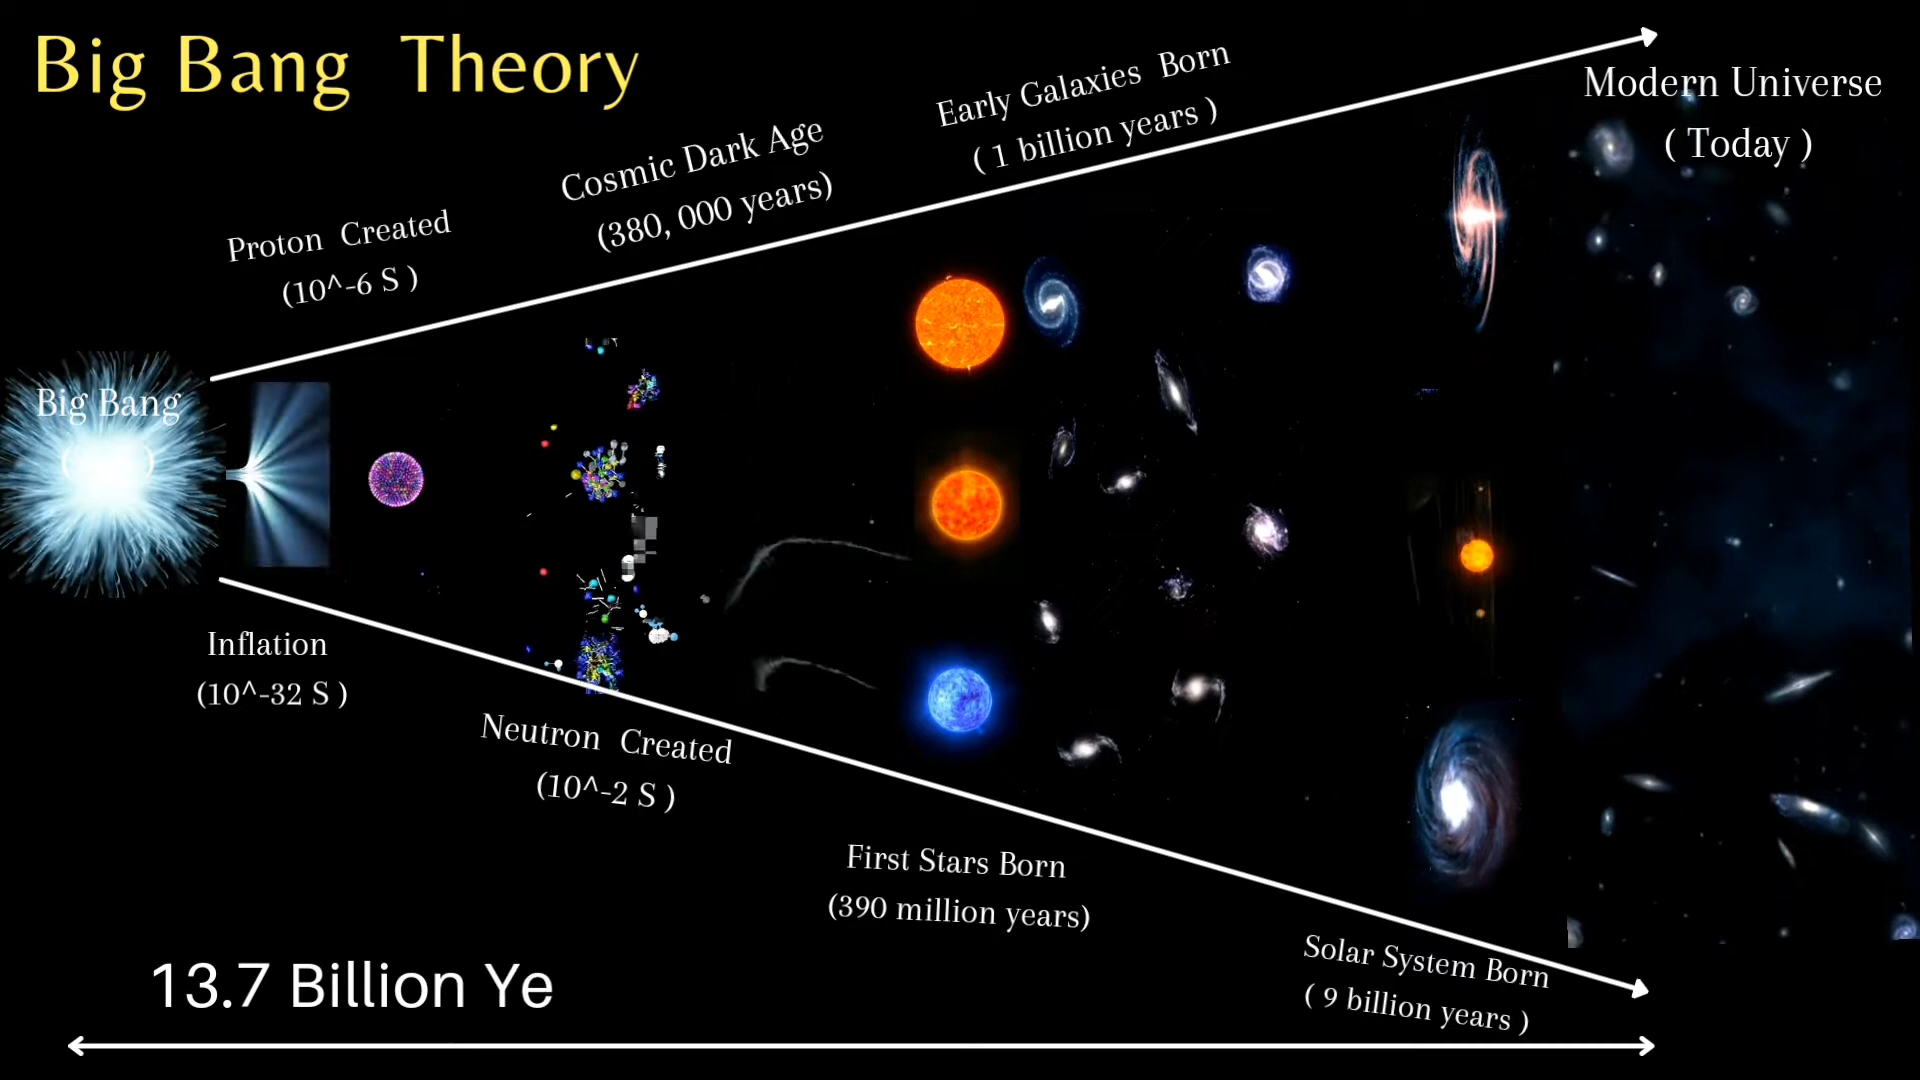 Big Bang Theory
Early Galaxies Born
( 1 billion years )
Modern Universe
( Today )
Cosmic Dark Age
(380, 000 years)
Proton Created
(10^-6 S )
Big Bang
Inflation
(10^-32 S )
Neutron Created
(10^-2 S )
First Stars Born
(390 million years)
Solar System Born
( 9 billion years )
13.7 Billion Ye